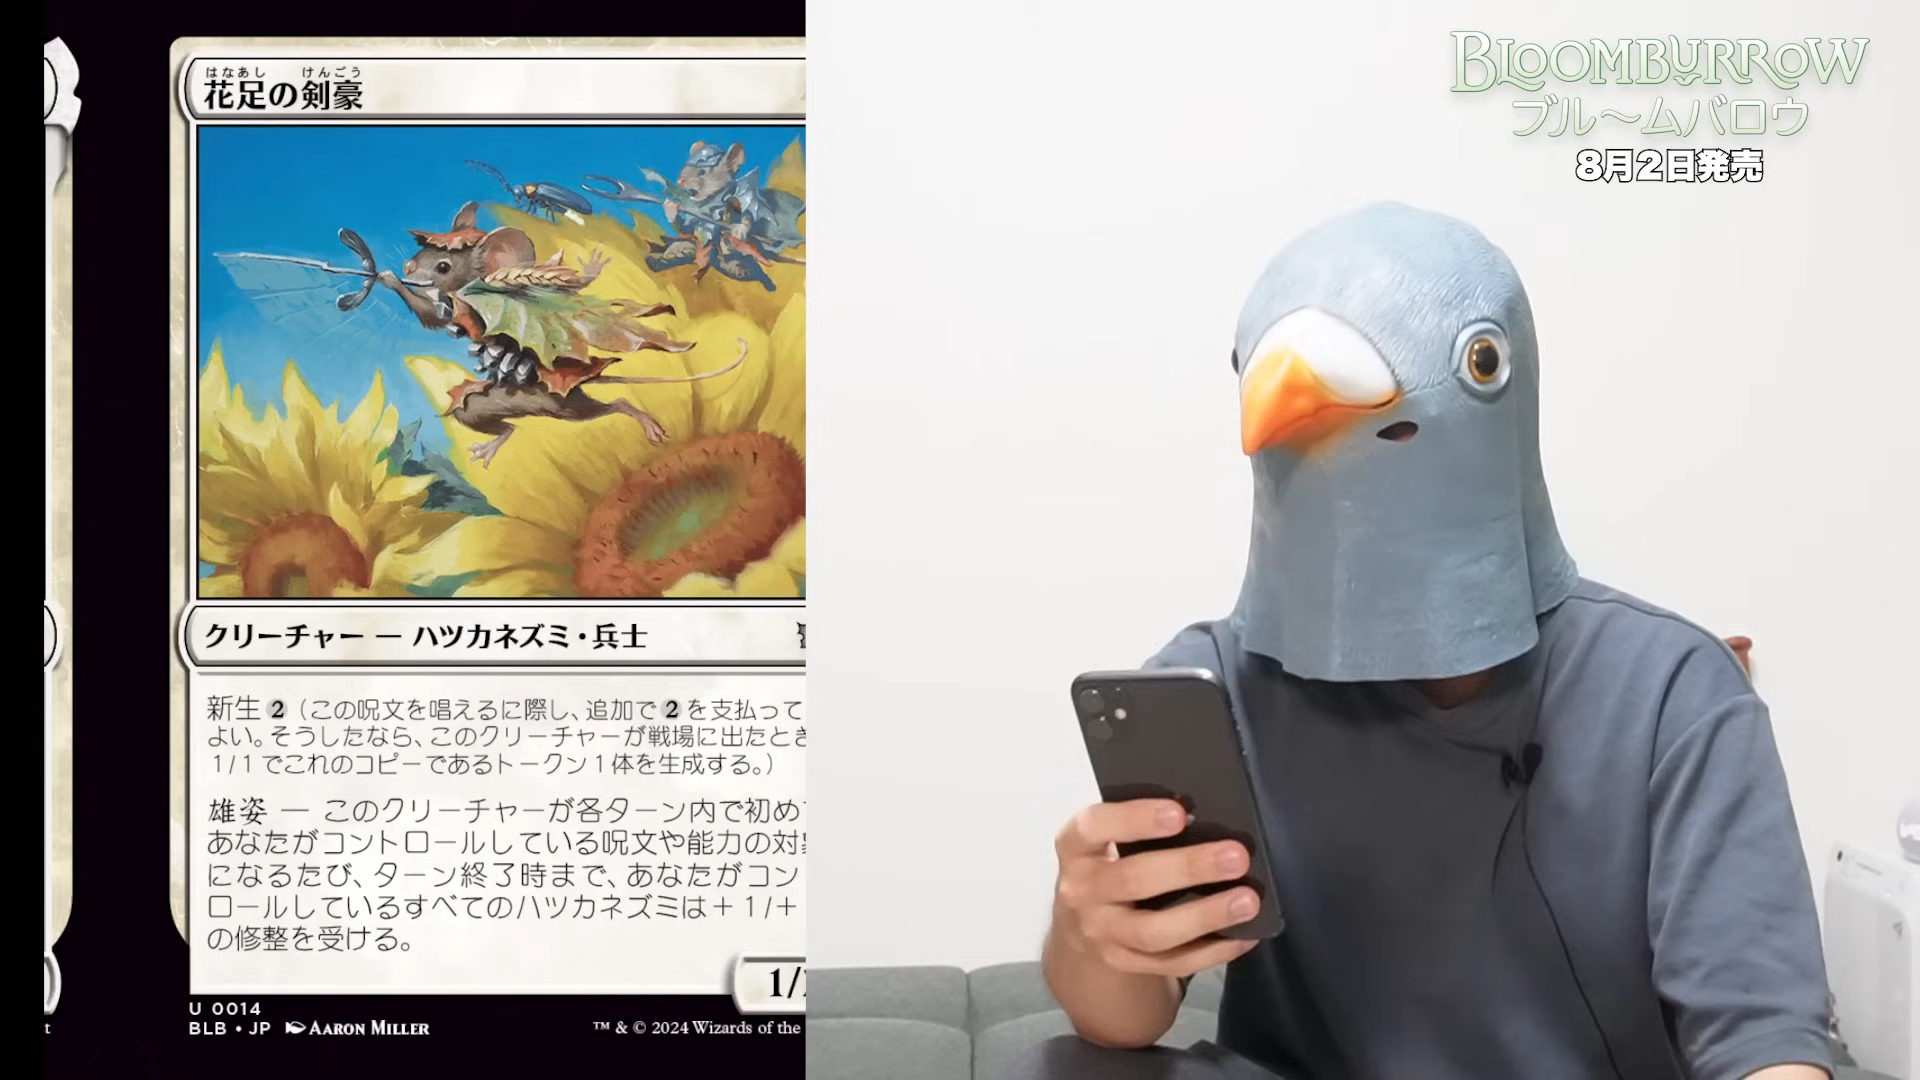 はなあし けんごう
花足の剣豪
クリーチャー — ハツカネズミ・兵士
新生 2 (この呪文を唱えるに際し、追加で 2 を支払って
よい。そうしたなら、このクリーチャーが戦場に出たとき
1/1でこれのコピーであるトークン1体を生成する。)
雄姿 — このクリーチャーが各ターン内で初め
あなたがコントロールしている呪文や能力の対象
になるたび、ターン終了時まで、あなたがコン
ロールしているすべてのハツカネズミは+1/+
の修整を受ける。
1/
U 0014
BLB • JP AARON MILLER
™ & © 2024 Wizards of the
t
BLOOMBURROW
ブルームバロウ
8月2日発売